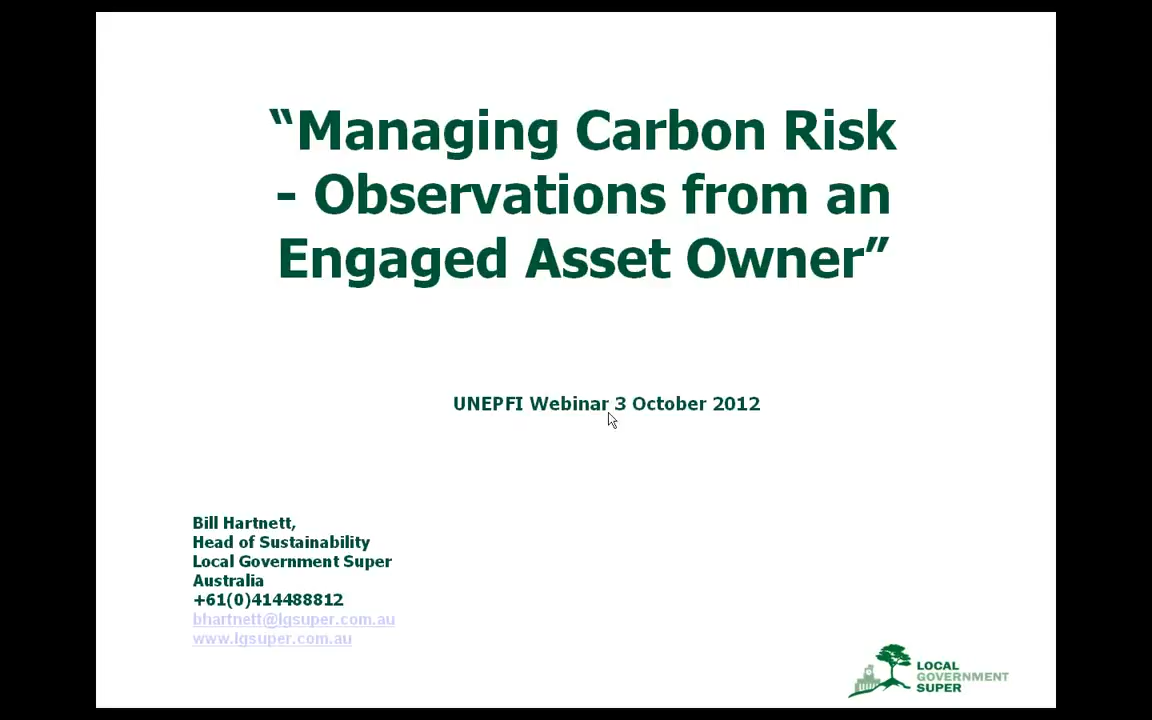 “Managing Carbon Risk
- Observations from an
Engaged Asset Owner”
UNEPFI Webinar 3 October 2012
Bill Hartnett,
Head of Sustainability
Local Government Super
Australia
+61(0)414488812
bhartnett@lgsuper.com.au
www.lgsuper.com.au
LOCAL
GOVERNMENT
SUPER